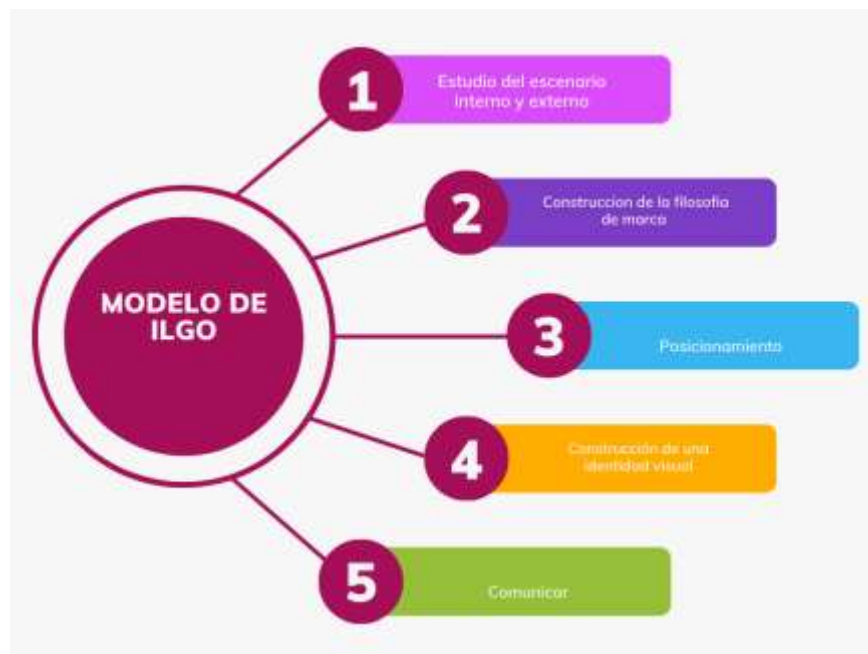 1
Estudio del escenario
interno y externo
2
Construccion de la filosofia
de marca
MODELO DE
ILGO
3
Posicionamiento
4
Construcción de una
identidad visual
5
Comunicar